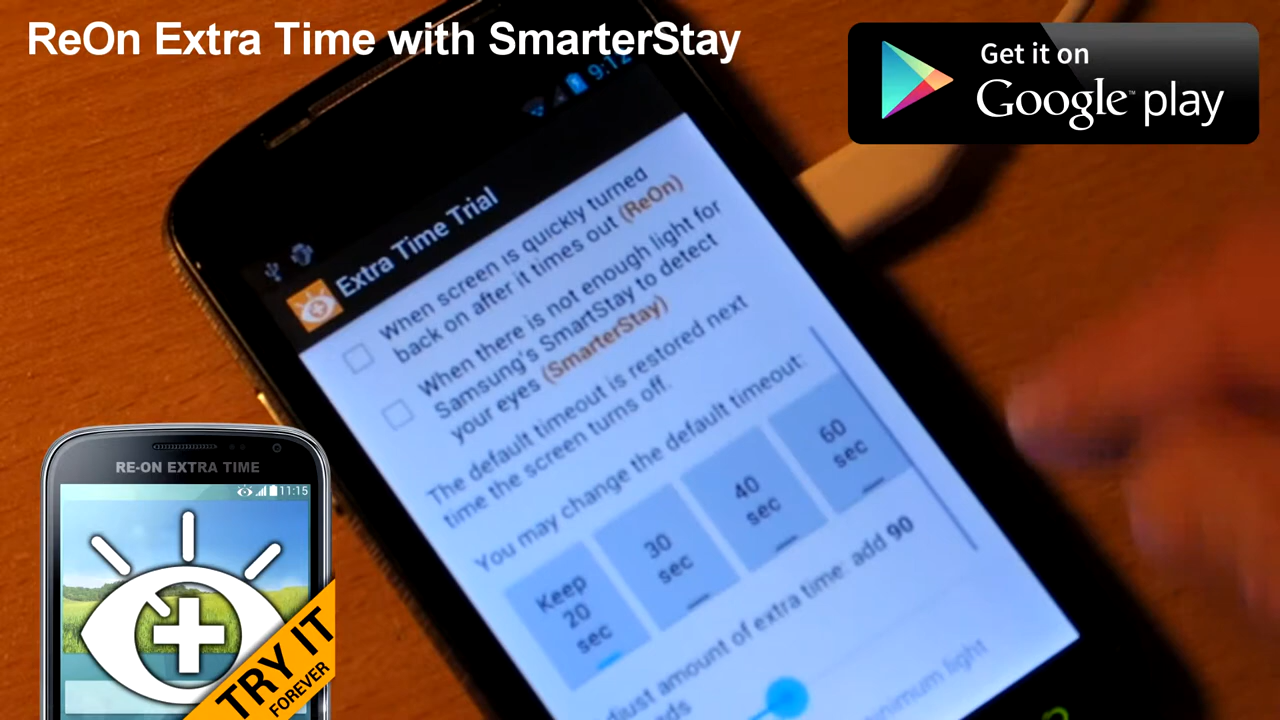 ReOn Extra Time with SmarterStay
Get it on
Google™ play
9:12
Extra Time Trial
When screen is quickly turned
back on after it times out (ReOn)
When there is not enough light for
Samsung's SmartStay to detect
your eyes (SmarterStay)
The default timeout is restored next
time the screen turns off.
You may change the default timeout:
Keep
20
sec
30
sec
40
sec
60
sec
amount of extra time: add 90
light
RE-ON EXTRA TIME
11:15
TRY IT
FOREVER